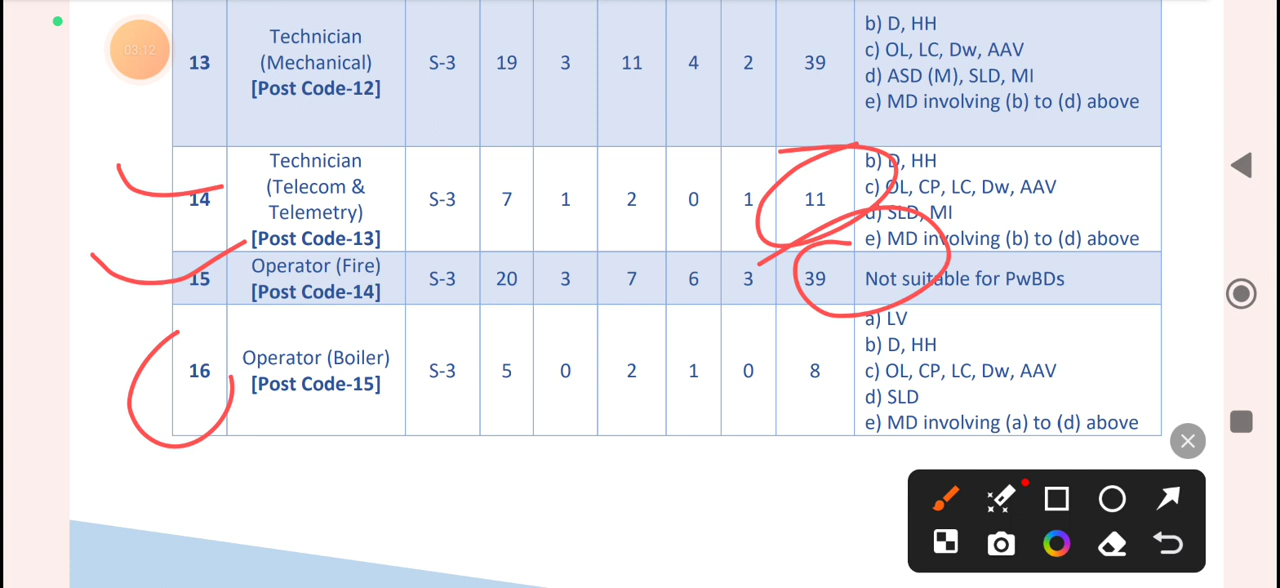 03:12
13
Technician
(Mechanical)
[Post Code-12]
S-3
19
3
11
4
2
39
b) D, HH
c) OL, LC, Dw, AAV
d) ASD (M), SLD, MI
e) MD involving (b) to (d) above
14
Technician
(Telecom &
Telemetry)
[Post Code-13]
S-3
7
1
2
0
1
11
b) D, HH
c) OL, CP, LC, Dw, AAV
d) SLD, MI
e) MD involving (b) to (d) above
15
Operator (Fire)
[Post Code-14]
S-3
20
3
7
6
3
39
Not suitable for PwBDs
16
Operator (Boiler)
[Post Code-15]
S-3
5
0
2
1
0
8
a) LV
b) D, HH
c) OL, CP, LC, Dw, AAV
d) SLD
e) MD involving (a) to (d) above